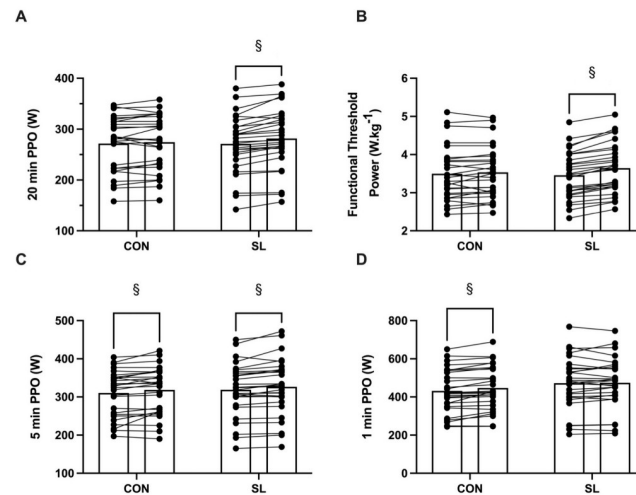 A
§
20 min PPO (W)
400
300
200
100
CON
SL
B
§
Functional Threshold
Power (W.kg-1)
6
5
4
3
2
CON
SL
C
§
§
5 min PPO (W)
500
400
300
200
100
CON
SL
D
§
1 min PPO (W)
800
600
400
200
0
CON
SL